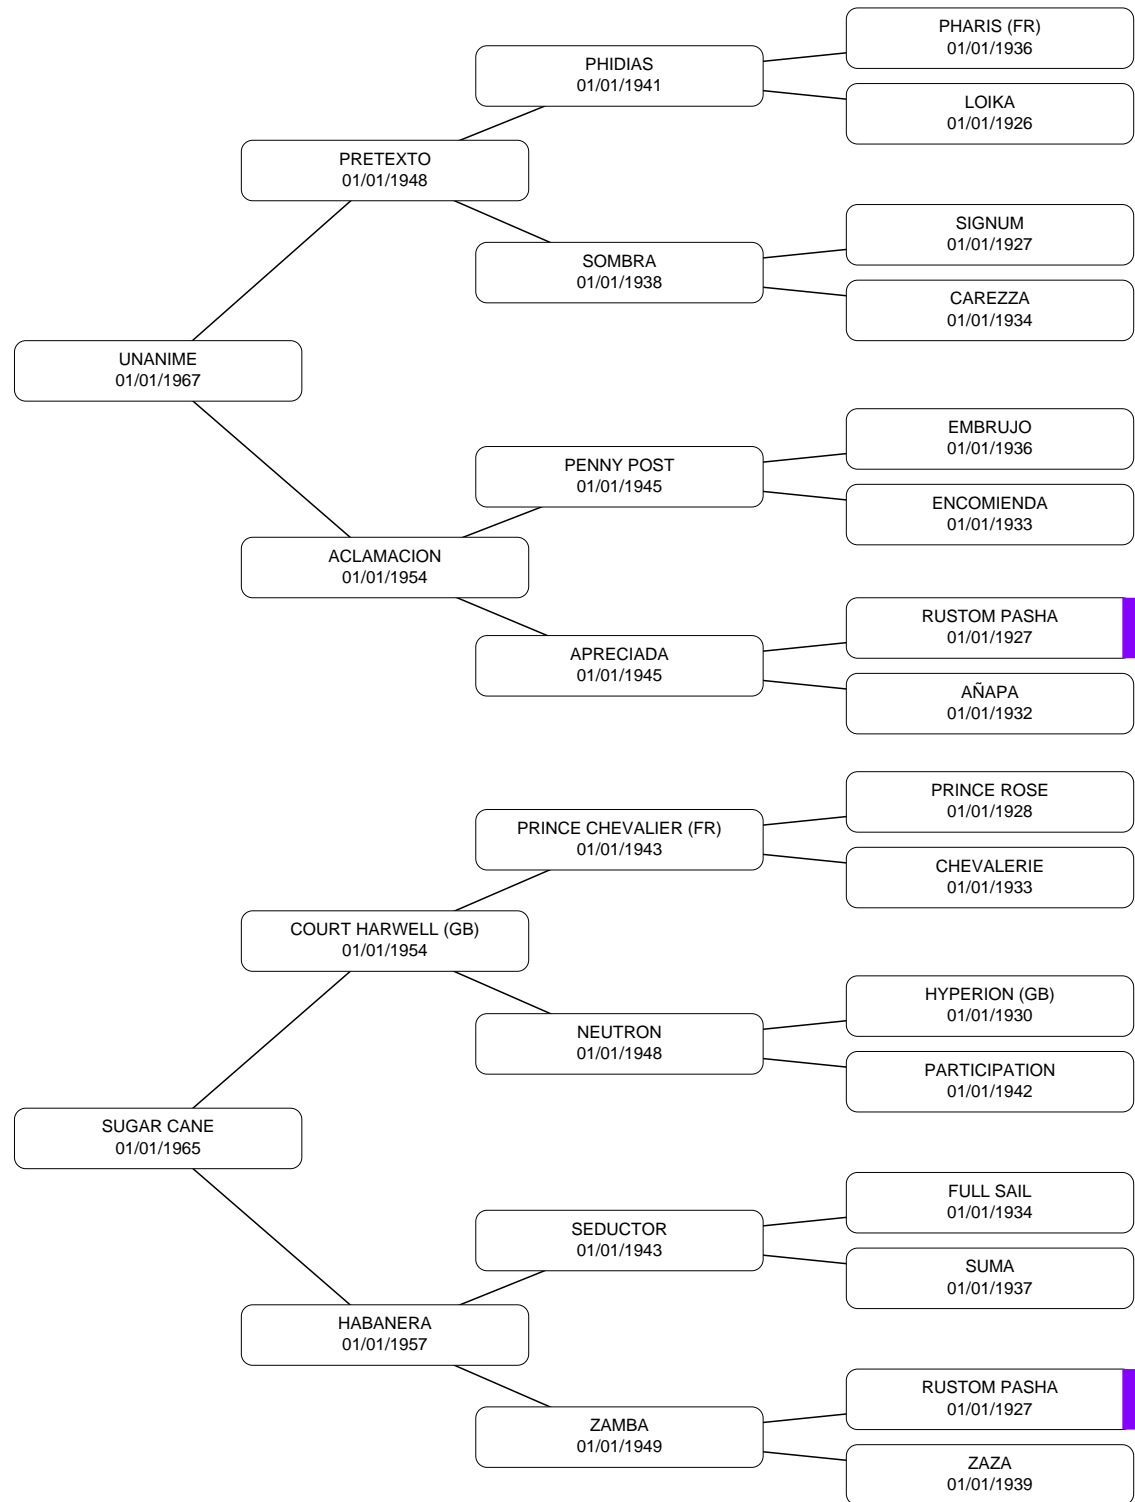 PHARIS (FR)
01/01/1936
PHIDIAS
01/01/1941
LOIKA
01/01/1926
PRETEXTO
01/01/1948
SIGNUM
01/01/1927
SOMBRA
01/01/1938
CAREZZA
01/01/1934
UNANIME
01/01/1967
EMBRUJO
01/01/1936
PENNY POST
01/01/1945
ENCOMIENDA
01/01/1933
ACLAMACION
01/01/1954
RUSTOM PASHA
01/01/1927
APRECIADA
01/01/1945
AÑAPA
01/01/1932
PRINCE ROSE
01/01/1928
PRINCE CHEVALIER (FR)
01/01/1943
CHEVALERIE
01/01/1933
COURT HARWELL (GB)
01/01/1954
HYPERION (GB)
01/01/1930
NEUTRON
01/01/1948
PARTICIPATION
01/01/1942
SUGAR CANE
01/01/1965
FULL SAIL
01/01/1934
SEDUCTOR
01/01/1943
SUMA
01/01/1937
HABANERA
01/01/1957
RUSTOM PASHA
01/01/1927
ZAMBA
01/01/1949
ZAZA
01/01/1939